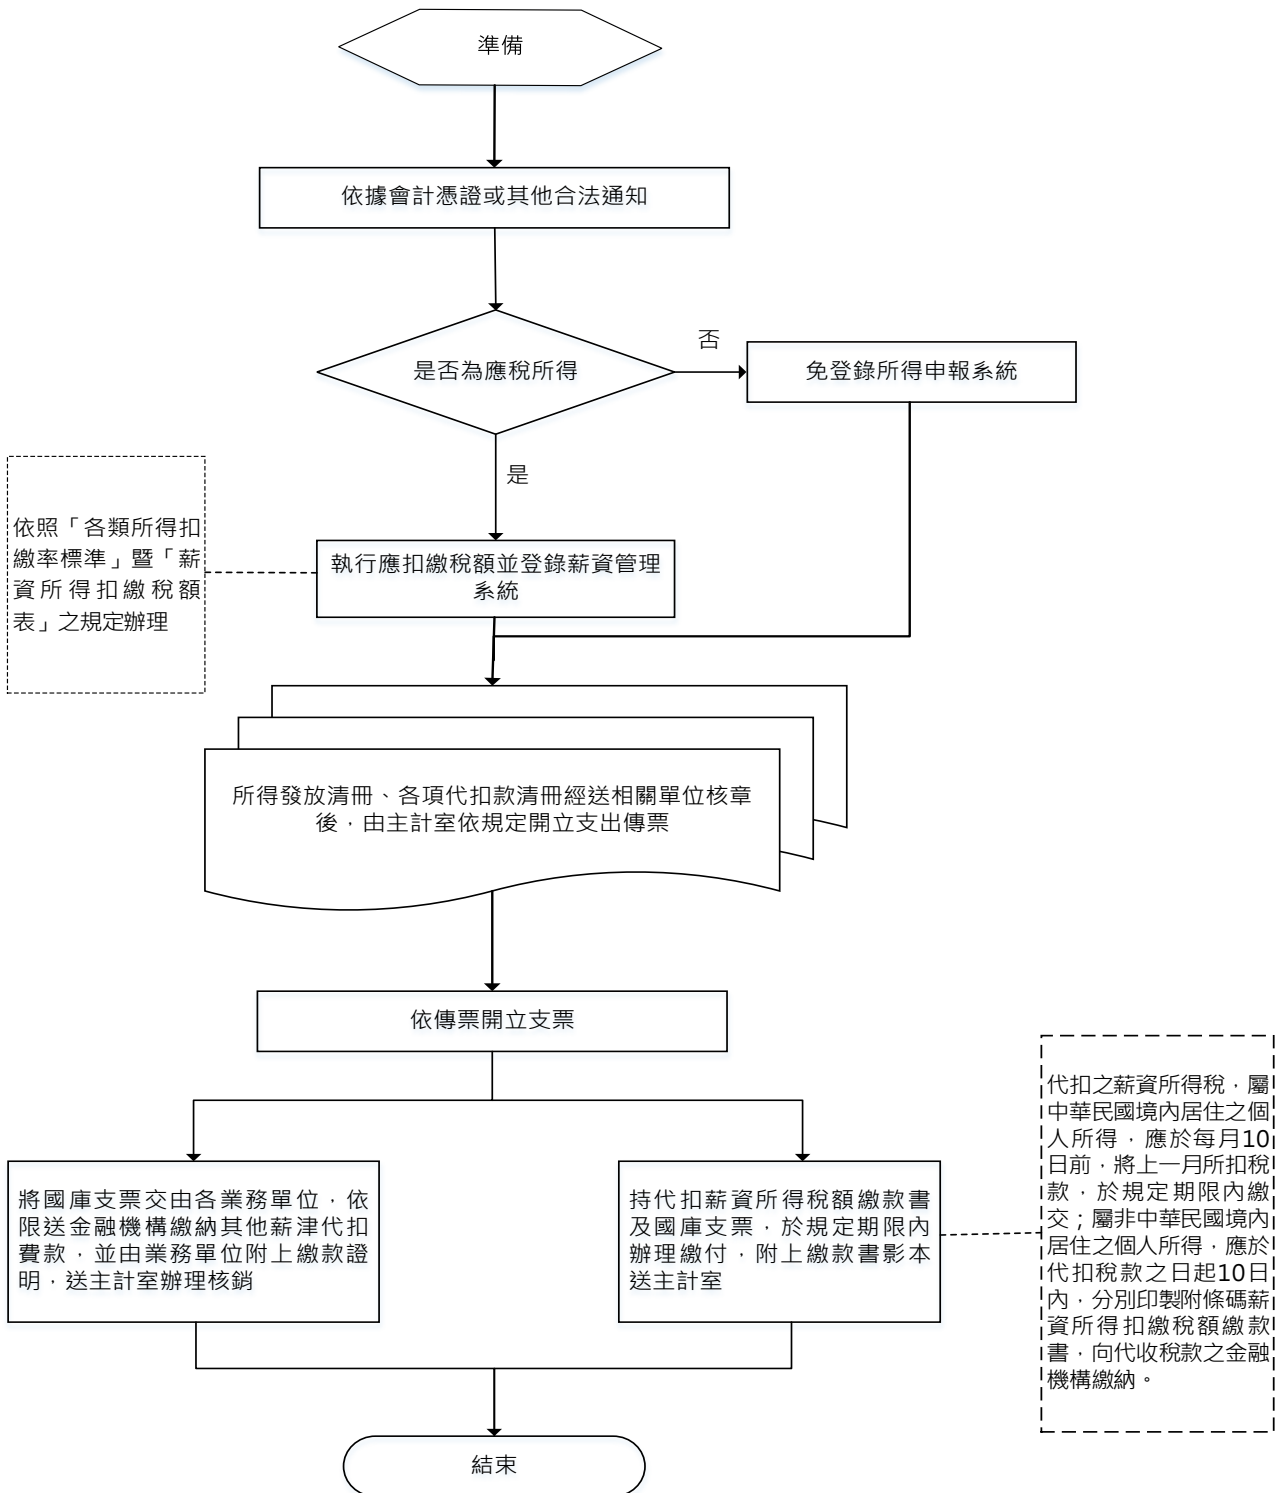 準備
依據會計憑證或其他合法通知
是否為應稅所得
否
免登錄所得申報系統
是
依照「各類所得扣
繳率標準」暨「薪
資所得扣繳稅額
表」之規定辦理
執行應扣繳稅額並登錄薪資管理
系統
所得發放清冊、各項代扣款清冊經送相關單位核章
後，由主計室依規定開立支出傳票
依傳票開立支票
將國庫支票交由各業務單位，依
限送金融機構繳納其他薪津代扣
費款，並由業務單位附上繳款證
明，送主計室辦理核銷
持代扣薪資所得稅額繳款書
及國庫支票，於規定期限內
辦理繳付，附上繳款書影本
送主計室
代扣之薪資所得稅，屬
中華民國境內居住之個
人所得，應於每月10
日前，將上一月所扣稅
款，於規定期限內繳
交；屬非中華民國境內
居住之個人所得，應於
代扣稅款之日起10日
內，分別印製附條碼薪
資所得扣繳稅額繳款
書，向代收稅款之金融
機構繳納。
結束